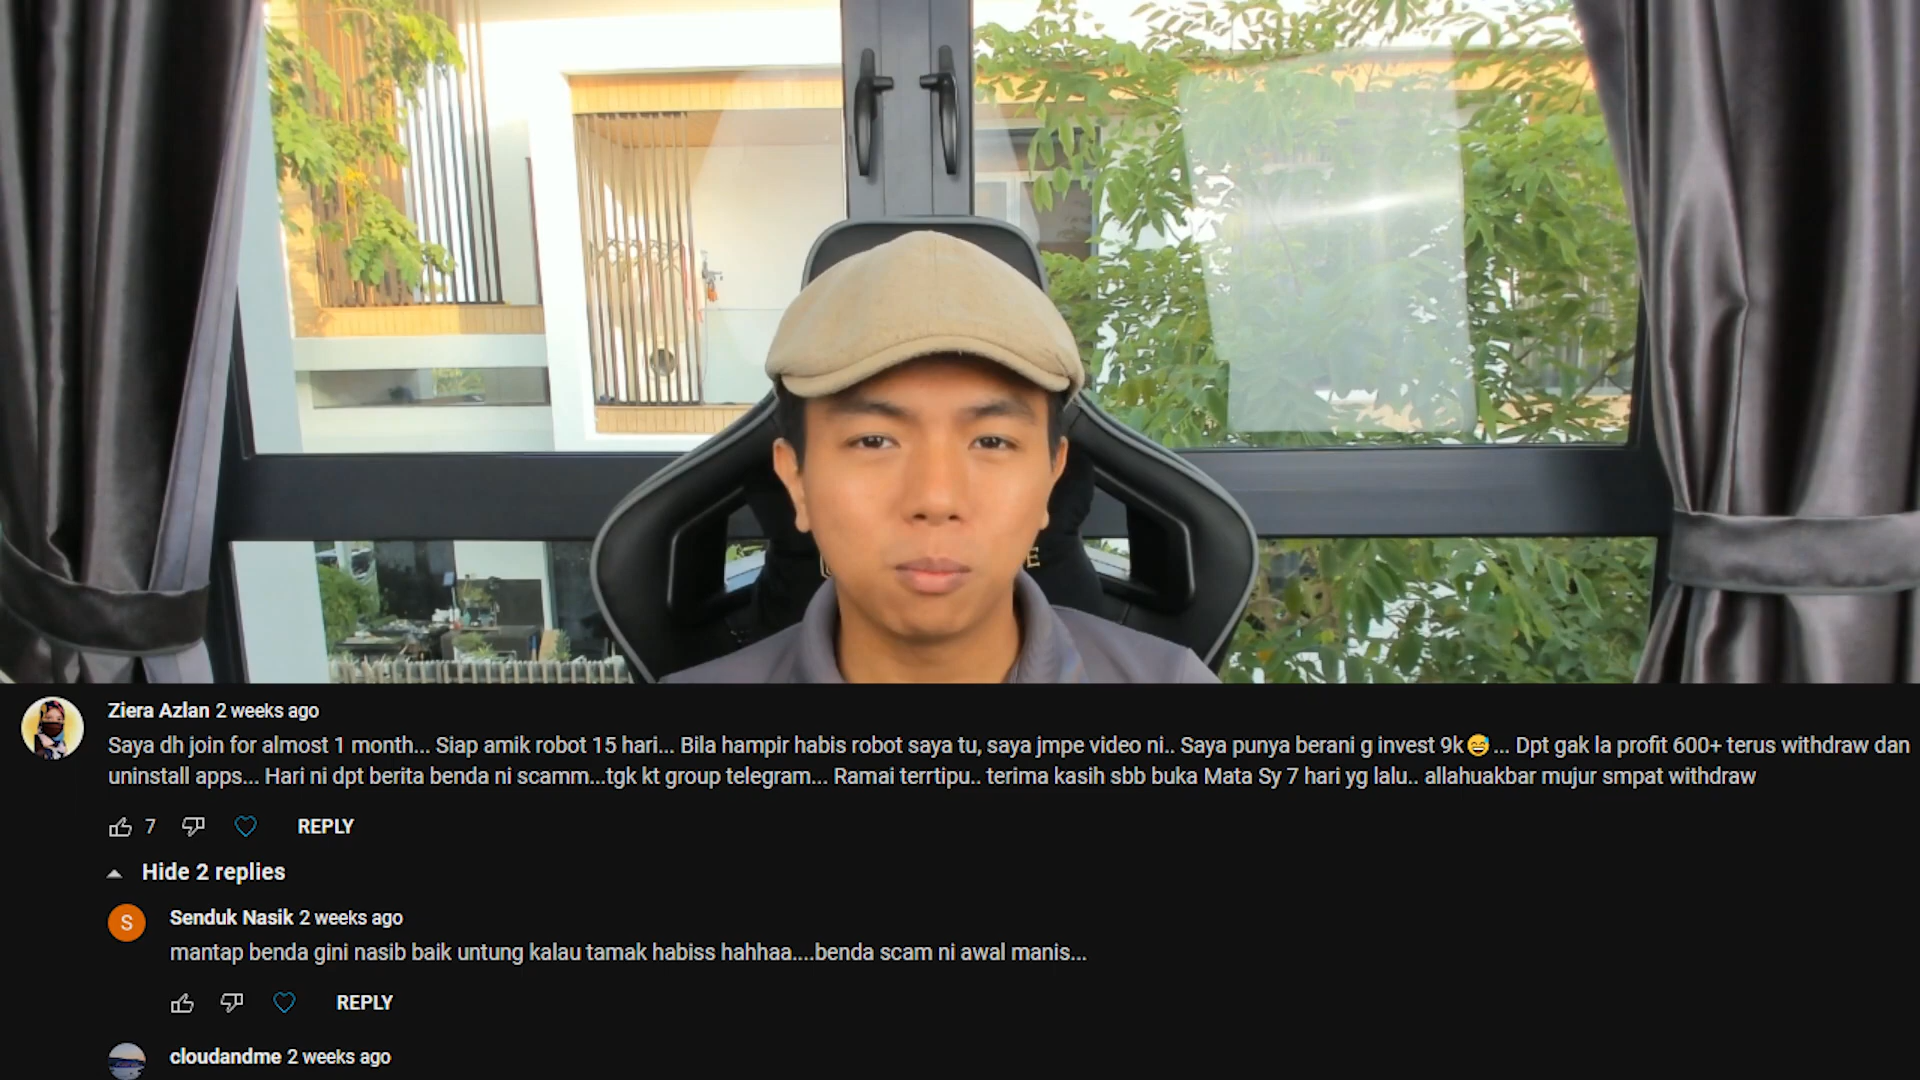 Ziera Azlan 2 weeks ago
Saya dh join for almost 1 month... Siap amik robot 15 hari... Bila hampir habis robot saya tu, saya jmpe video ni.. Saya punya berani g invest 9k😅... Dpt gak la profit 600+ terus withdraw dan
uninstall apps... Hari ni dpt berita benda ni scamm...tgk kt group telegram... Ramai terrtipu.. terima kasih sbb buka Mata Sy 7 hari yg lalu.. allahuakbar mujur smpat withdraw
7 REPLY
Hide 2 replies
S
Senduk Nasik 2 weeks ago
mantap benda gini nasib baik untung kalau tamak habiss hahhaa....benda scam ni awal manis...
REPLY
cloudandme 2 weeks ago